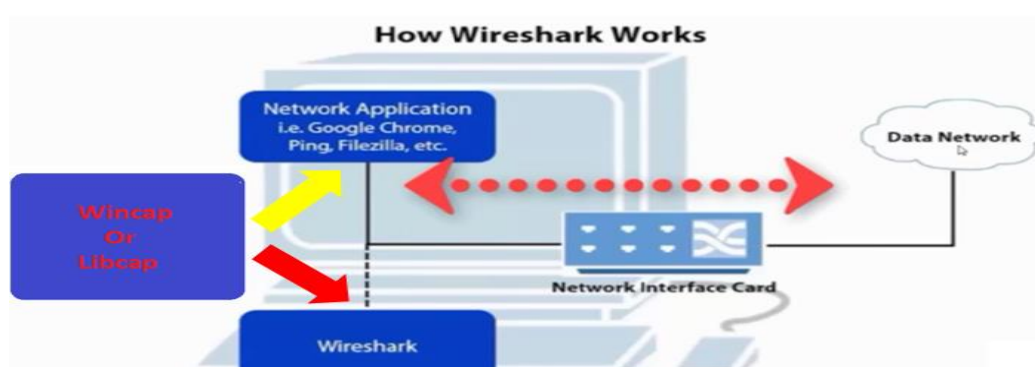 How Wireshark Works
Network Application
i.e. Google Chrome,
Ping, Filezilla, etc.
Data Network
Wincap
Or
Libcap
Network Interface Card
Wireshark